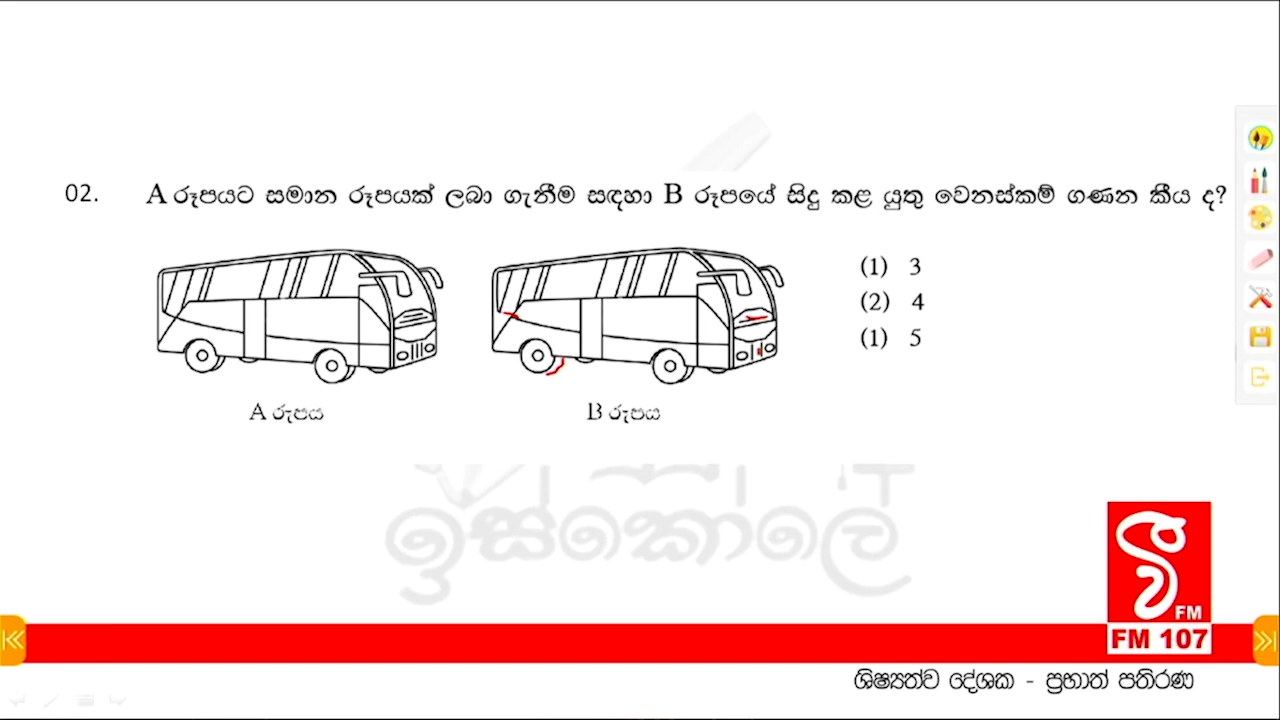 02. A රූපයට සමාන රූපයක් ලබා ගැනීම සඳහා B රූපයේ සිදු කළ යුතු වෙනස්කම් ගණන කීය ද?
(1) 3
(2) 4
(1) 5
A රූපය
B රූපය
ඉස්කොලේ
FM
FM 107
ශිෂ්‍යත්ව දේශක - ප්‍රභාත් පතිරණ